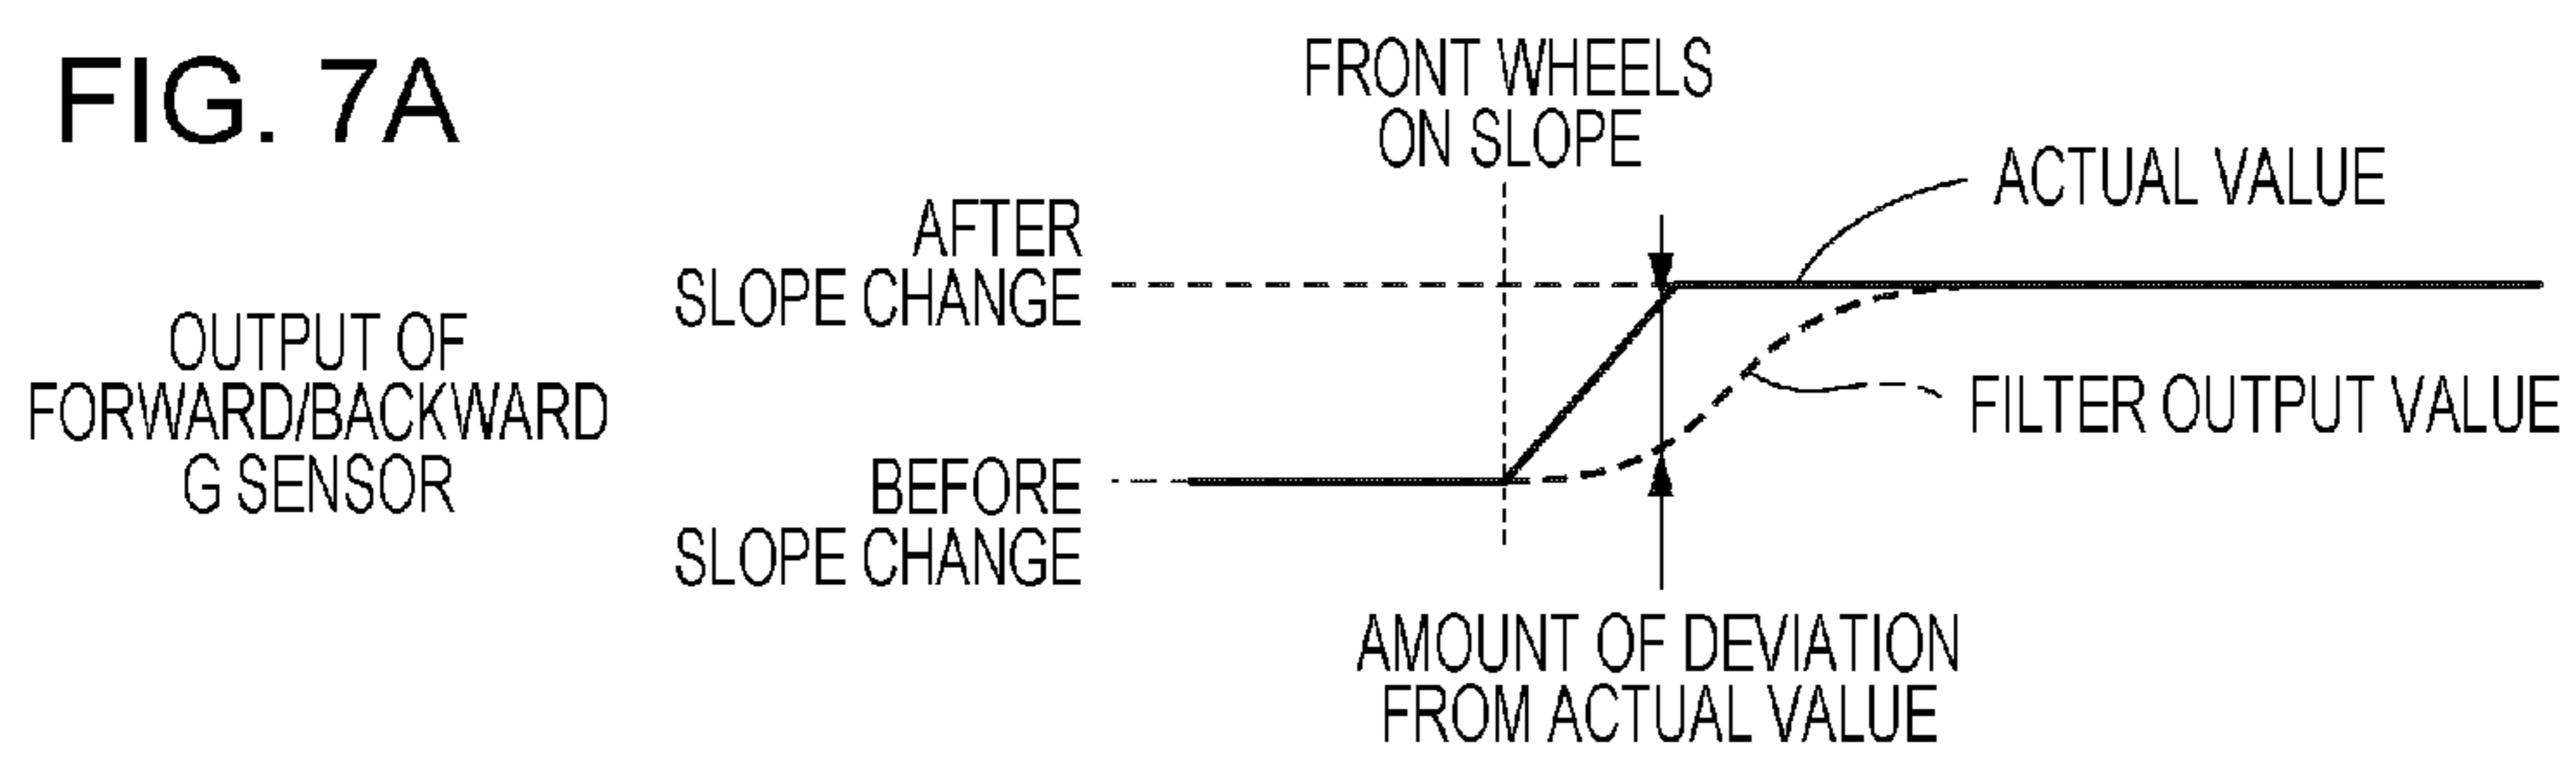 FIG. 7A
FRONT WHEELS
ON SLOPE
ACTUAL VALUE
AFTER
SLOPE CHANGE
OUTPUT OF
FORWARD/BACKWARD
G SENSOR
FILTER OUTPUT VALUE
BEFORE
SLOPE CHANGE
AMOUNT OF DEVIATION
FROM ACTUAL VALUE